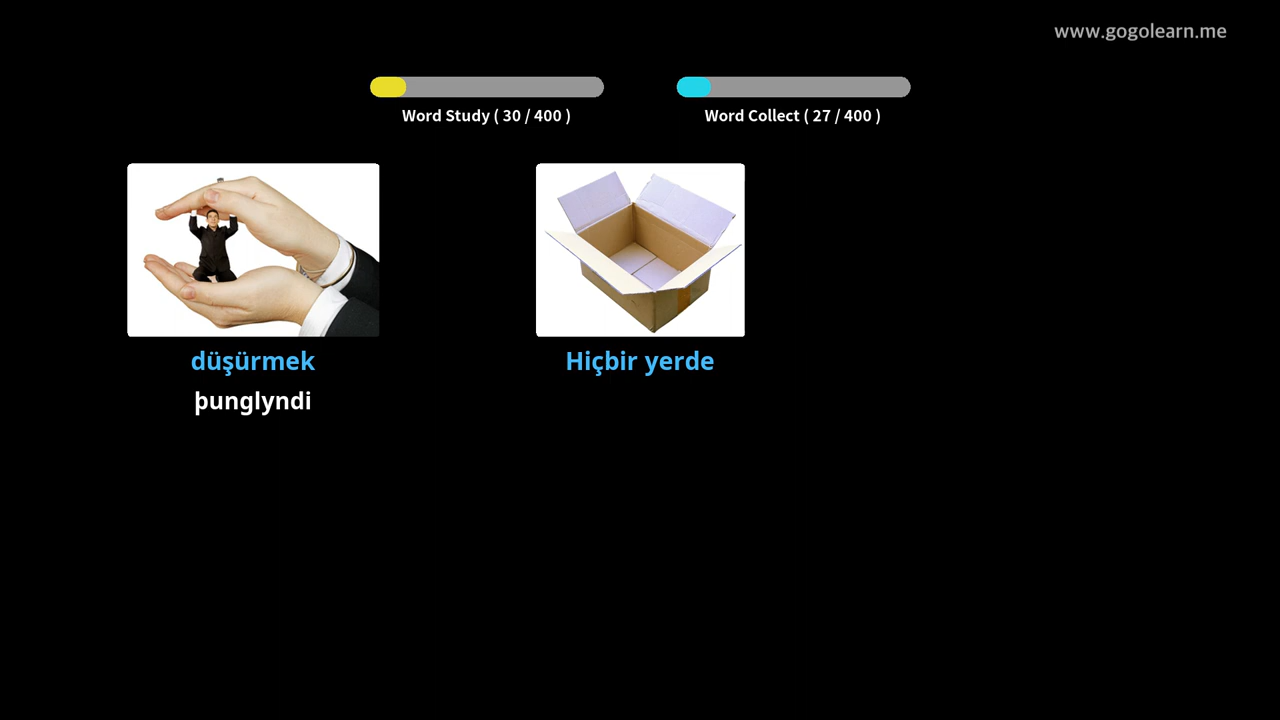 www.gogolearn.me
Word Study ( 30 / 400 )
Word Collect ( 27 / 400 )
düşürmek
Hiçbir yerde
þunglyndi